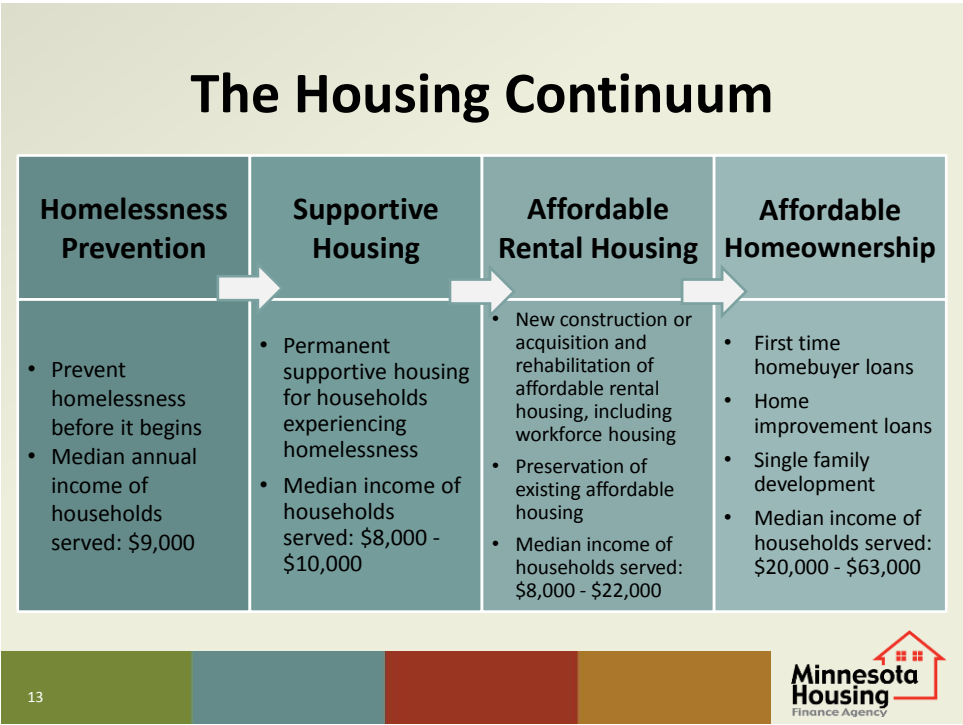 The Housing Continuum
Homelessness
Prevention
Supportive
Housing
Affordable
Rental Housing
Affordable
Homeownership
• Prevent
homelessness
before it begins
• Median annual
income of
households
served: $9,000
• Permanent
supportive housing
for households
experiencing
homelessness
• Median income of
households
served: $8,000 -
$10,000
• New construction or
acquisition and
rehabilitation of
affordable rental
housing, including
workforce housing
• Preservation of
existing affordable
housing
• Median income of
households served:
$8,000 - $22,000
• First time
homebuyer loans
• Home
improvement loans
• Single family
development
• Median income of
households served:
$20,000 - $63,000
13
Minnesota
Housing
Finance Agency